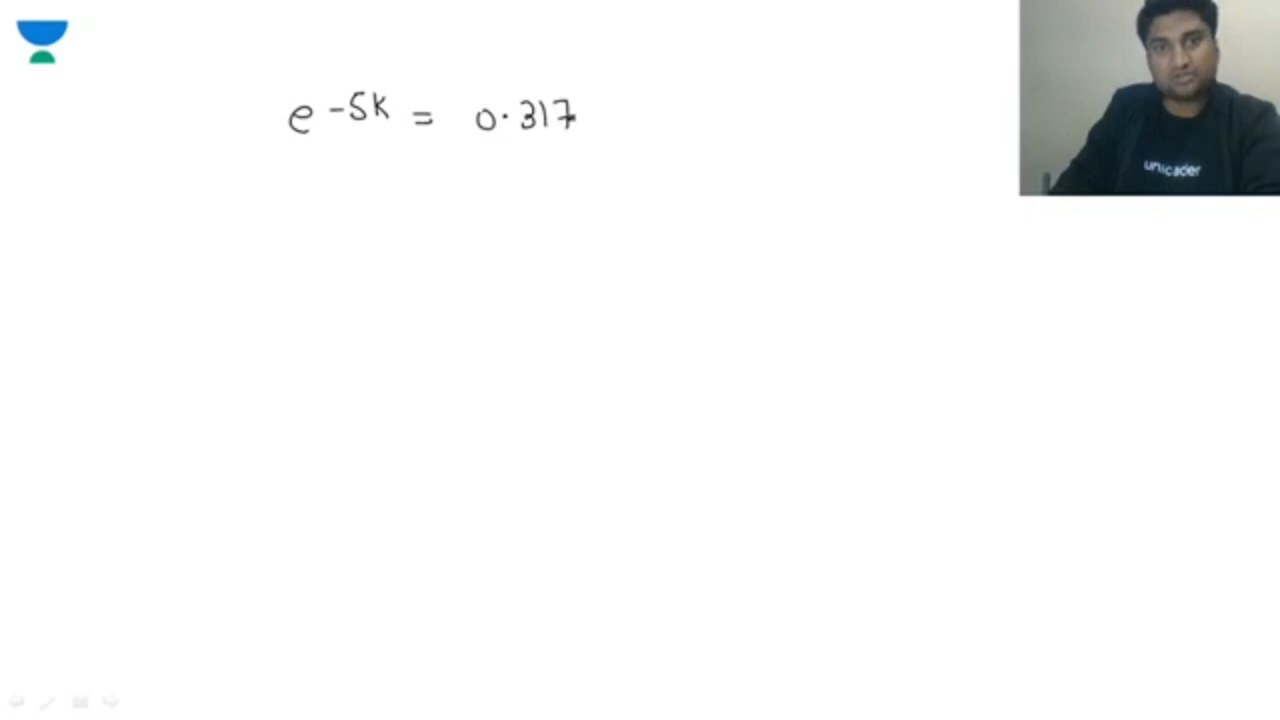 e^-5k = 0.317
unacademy